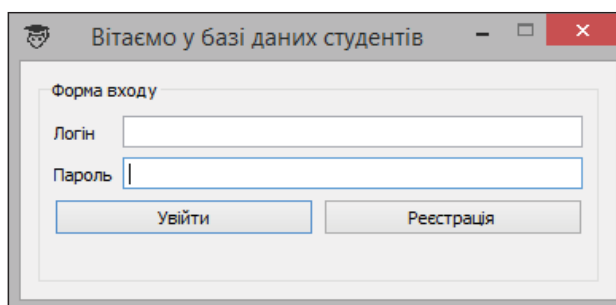 Вітаємо у базі даних студентів
Форма входу
Логін
Пароль
Увійти Реєстрація